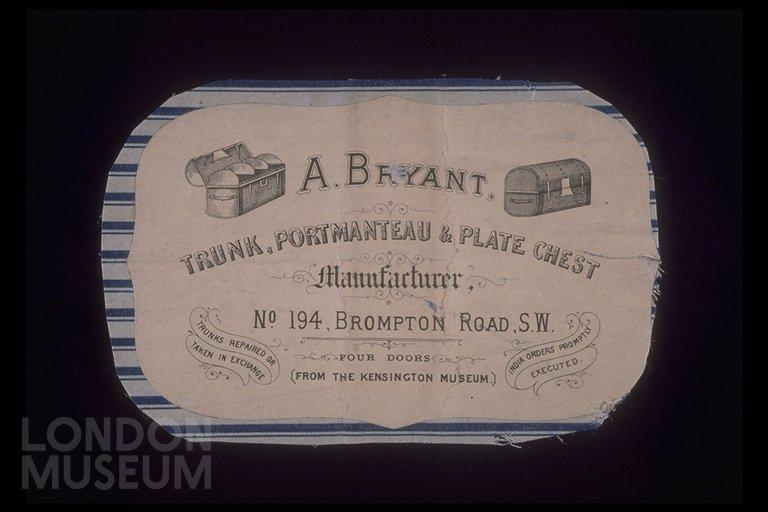 A. BRYANT,
TRUNK, PORTMANTEAU & PLATE CHEST
Manufacturer,
No 194, BROMPTON ROAD, S.W.
TRUNKS REPAIRED OR
TAKEN IN EXCHANGE
FOUR DOORS
(FROM THE KENSINGTON MUSEUM.)
INDIA ORDERS PROMPTLY
EXECUTED.
LONDON
MUSEUM